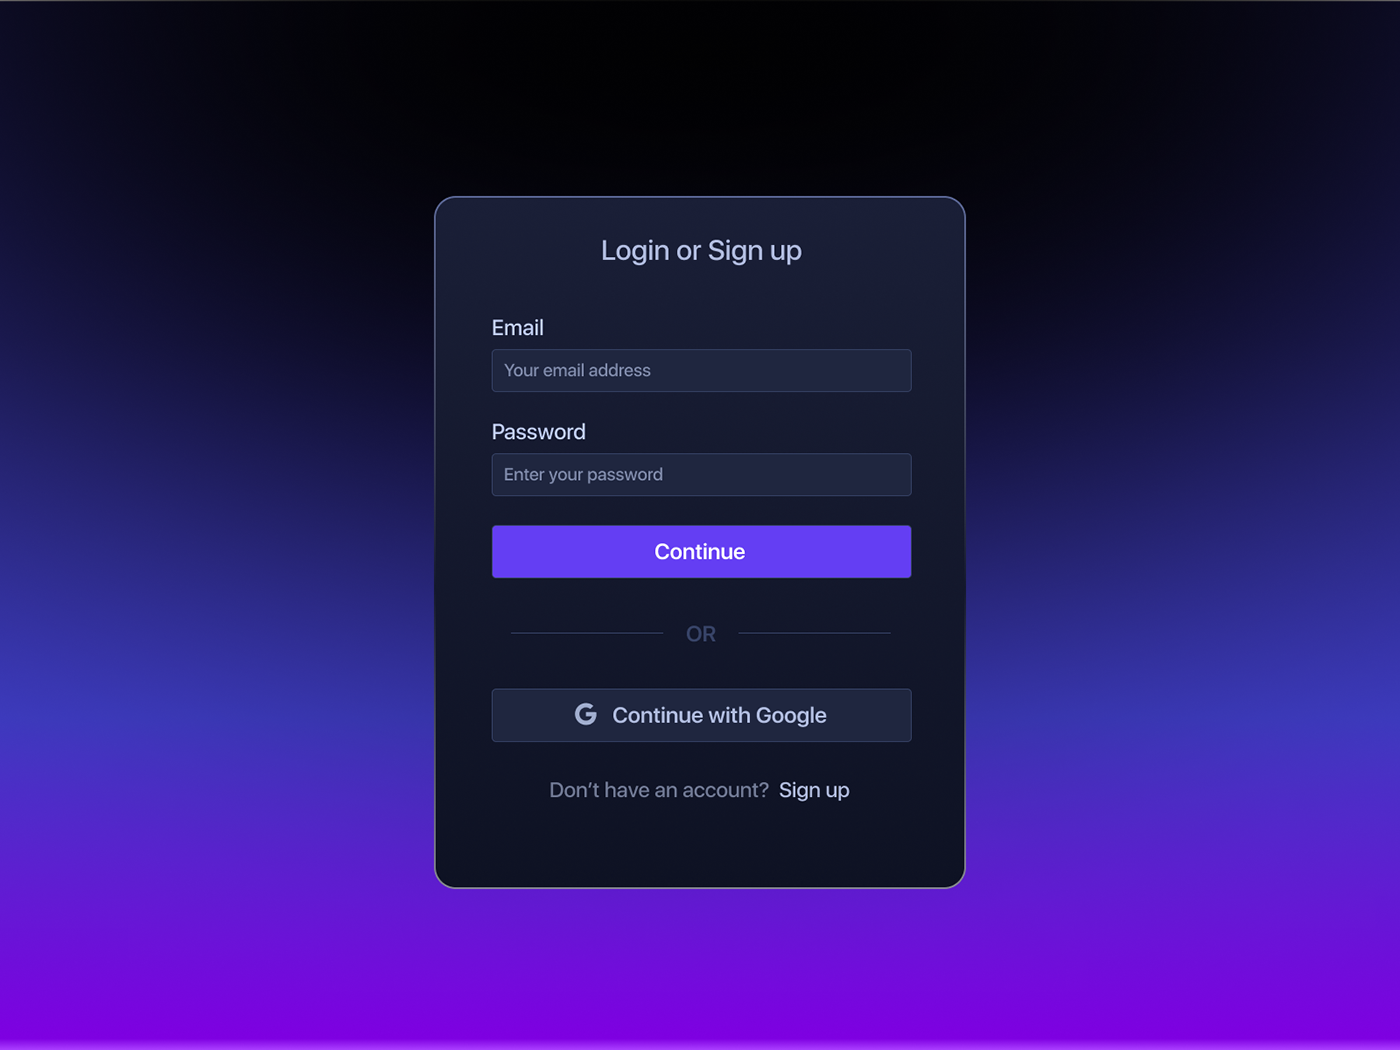 Login or Sign up
Email
Your email address
Password
Enter your password
Continue
OR
Continue with Google
Don’t have an account? Sign up